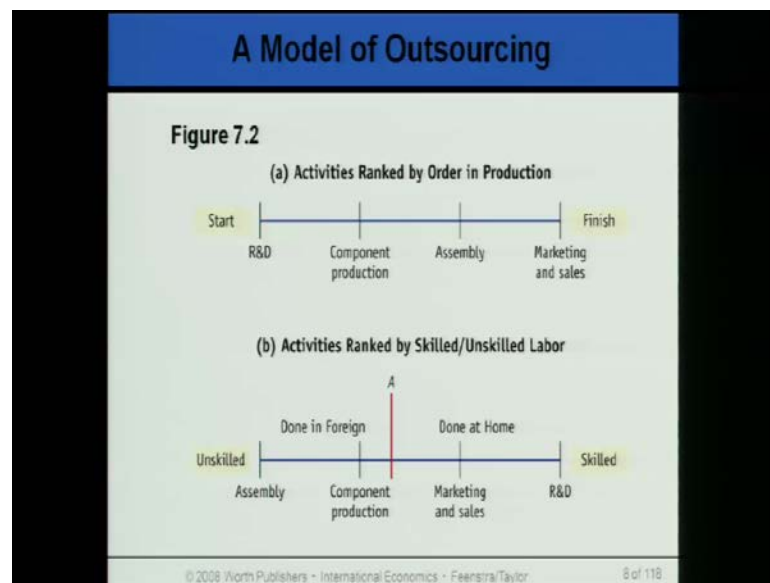 A Model of Outsourcing
Figure 7.2
(a) Activities Ranked by Order in Production
Start
Finish
R&D
Component
production
Assembly
Marketing
and sales
(b) Activities Ranked by Skilled/Unskilled Labor
A
Done in Foreign
Done at Home
Unskilled
Skilled
Assembly
Component
production
Marketing
and sales
R&D
© 2008 Worth Publishers • International Economics • Feenstra/Taylor
8 of 118